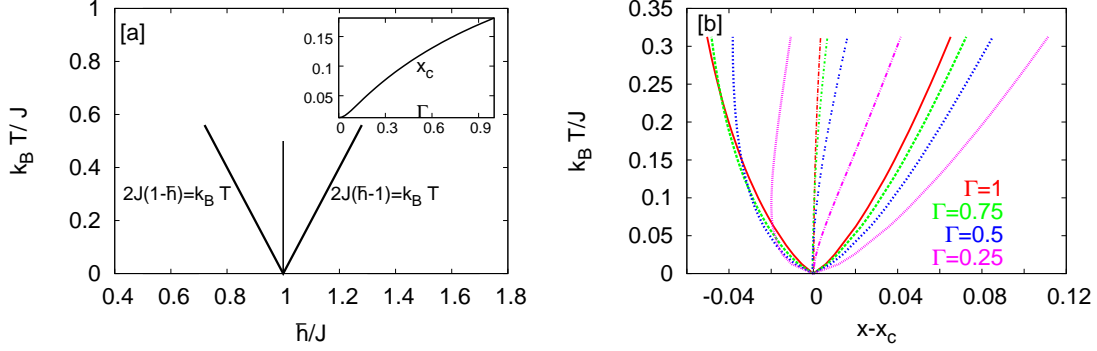 [a]
k_B T/ J
1
0.8
0.6
0.4
0.2
0
0.4 0.6 0.8 1 1.2 1.4 1.6 1.8
ħ/J
2J(1-ħ)=k_B T
2J(ħ-1)=k_B T
0.15
0.10
0.05
0 0.3 0.6 0.9
x_c
Γ
[b]
k_B T/J
0.35
0.3
0.25
0.2
0.15
0.1
0.05
0
-0.04 0 0.04 0.08 0.12
x-x_c
Γ=1
Γ=0.75
Γ=0.5
Γ=0.25